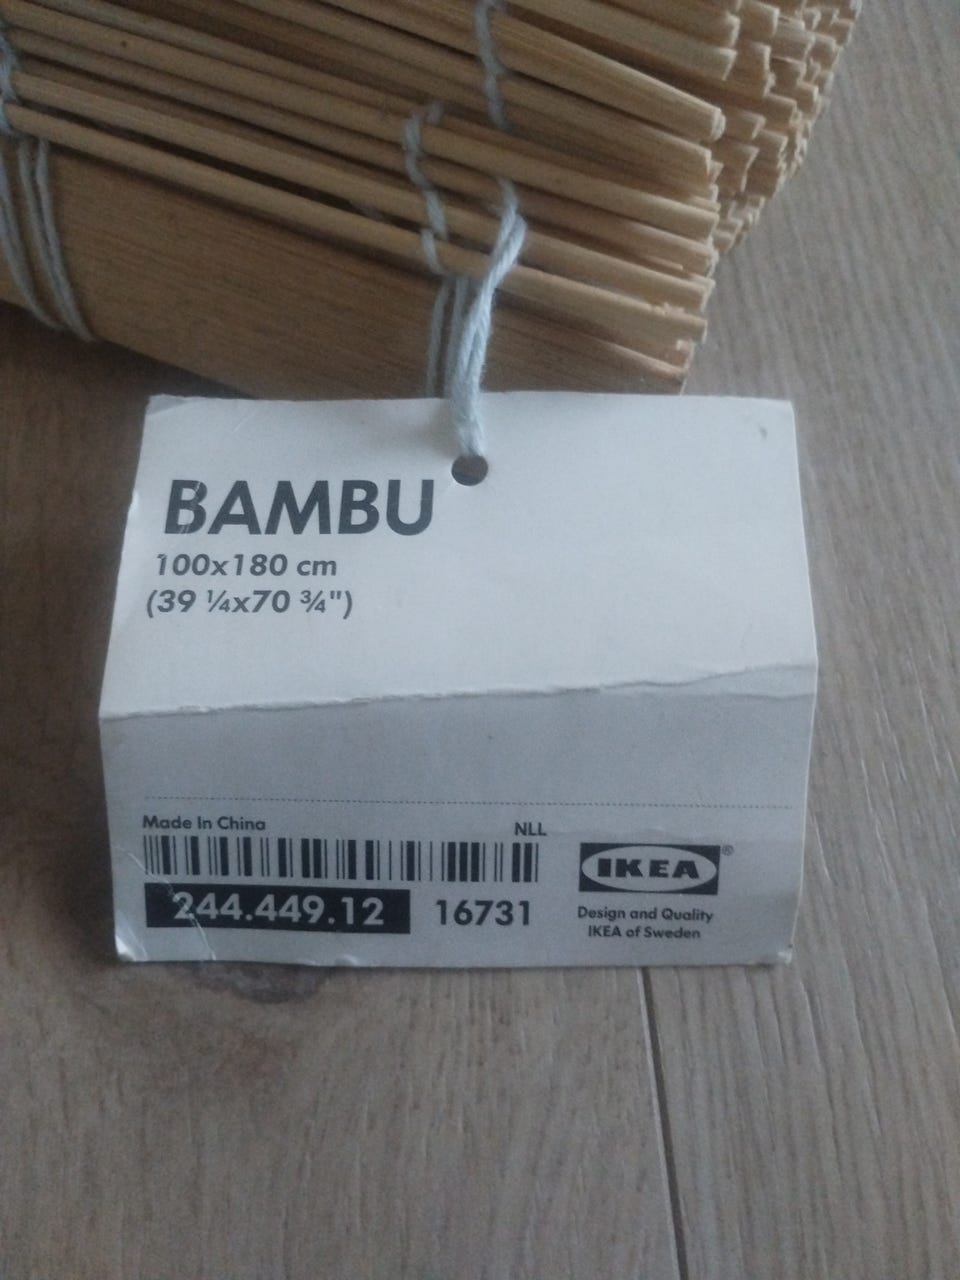 BAMBU
100x180 cm
(39 ¼x70 ¾")
Made In China NLL
244.449.12 16731
IKEA®
Design and Quality
IKEA of Sweden